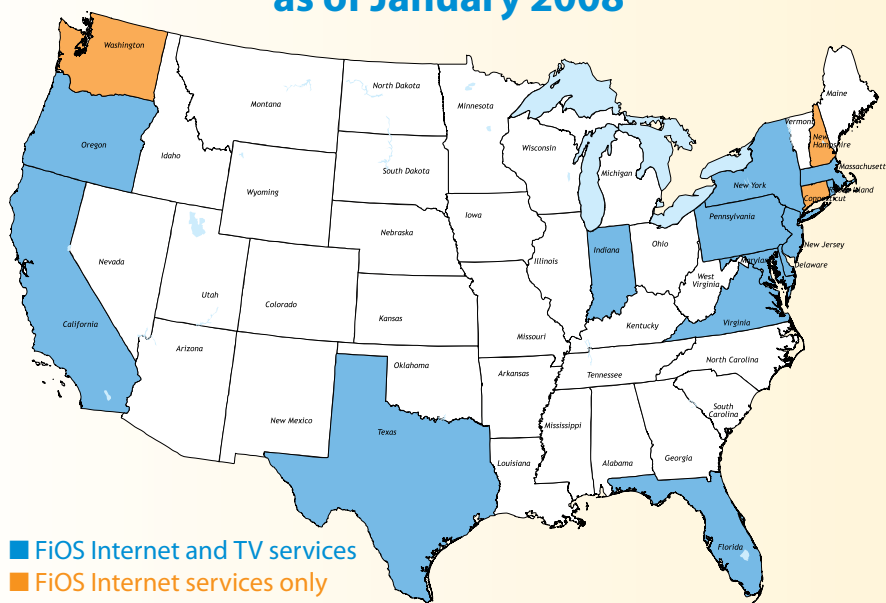 as of January 2008
Washington
Montana
North Dakota
Minnesota
Maine
Vermont
New
Hampshire
Oregon
Idaho
Wisconsin
Michigan
Massachusett
South Dakota
Wyoming
New York
Rhode Island
Connecticut
Iowa
Pennsylvania
Nebraska
Nevada
Illinois
Indiana
Ohio
New Jersey
Maryland
Delaware
West
Virginia
Utah
Colorado
California
Kansas
Missouri
Kentucky
Virginia
Arizona
Oklahoma
Arkansas
Tennessee
North Carolina
New Mexico
Texas
Mississippi
South
Carolina
Louisiana
Alabama
Georgia
Florida
FiOS Internet and TV services
FiOS Internet services only